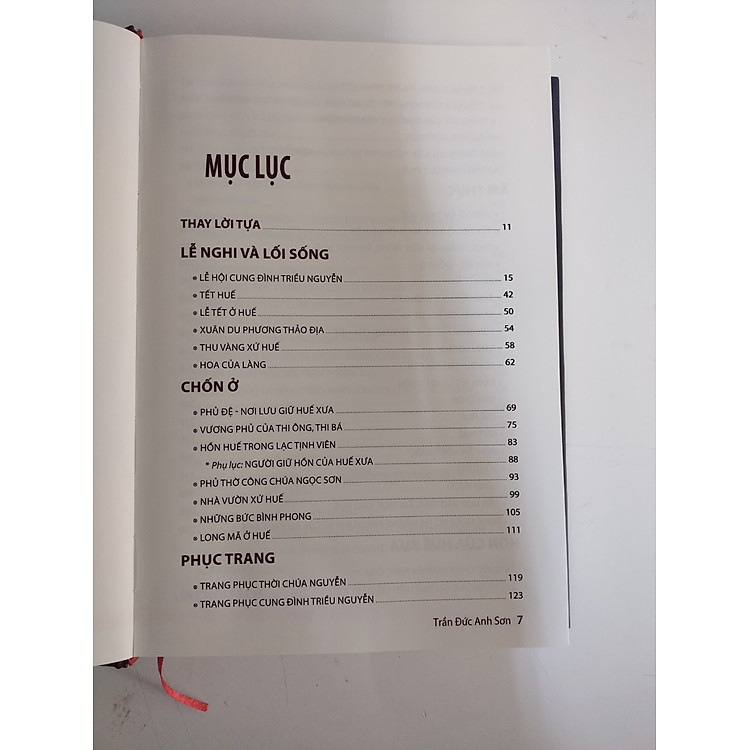 MỤC LỤC
THAY LỜI TỰA 11
LỄ NGHI VÀ LỐI SỐNG
LỄ HỘI CUNG ĐÌNH TRIỀU NGUYỄN 15
TẾT HUẾ 42
LỄ TẾT Ở HUẾ 50
XUÂN DU PHƯƠNG THẢO ĐỊA 54
THU VÀNG XỨ HUẾ 58
HOA CỦA LÀNG 62
CHỐN Ở
PHỦ ĐỆ - NƠI LƯU GIỮ HUẾ XƯA 69
VƯƠNG PHỦ CỦA THI ÔNG, THI BÁ 75
HỒN HUẾ TRONG LẠC TỊNH VIÊN 83
* Phụ lục: NGƯỜI GIỮ HỒN CỦA HUẾ XƯA 88
PHỦ THỜ CÔNG CHÚA NGỌC SƠN 93
NHÀ VƯỜN XỨ HUẾ 99
NHỮNG BỨC BÌNH PHONG 105
LONG MÃ Ở HUẾ 111
PHỤC TRANG
TRANG PHỤC THỜI CHÚA NGUYỄN 119
TRANG PHỤC CUNG ĐÌNH TRIỀU NGUYỄN 123
Trần Đức Anh Sơn 7